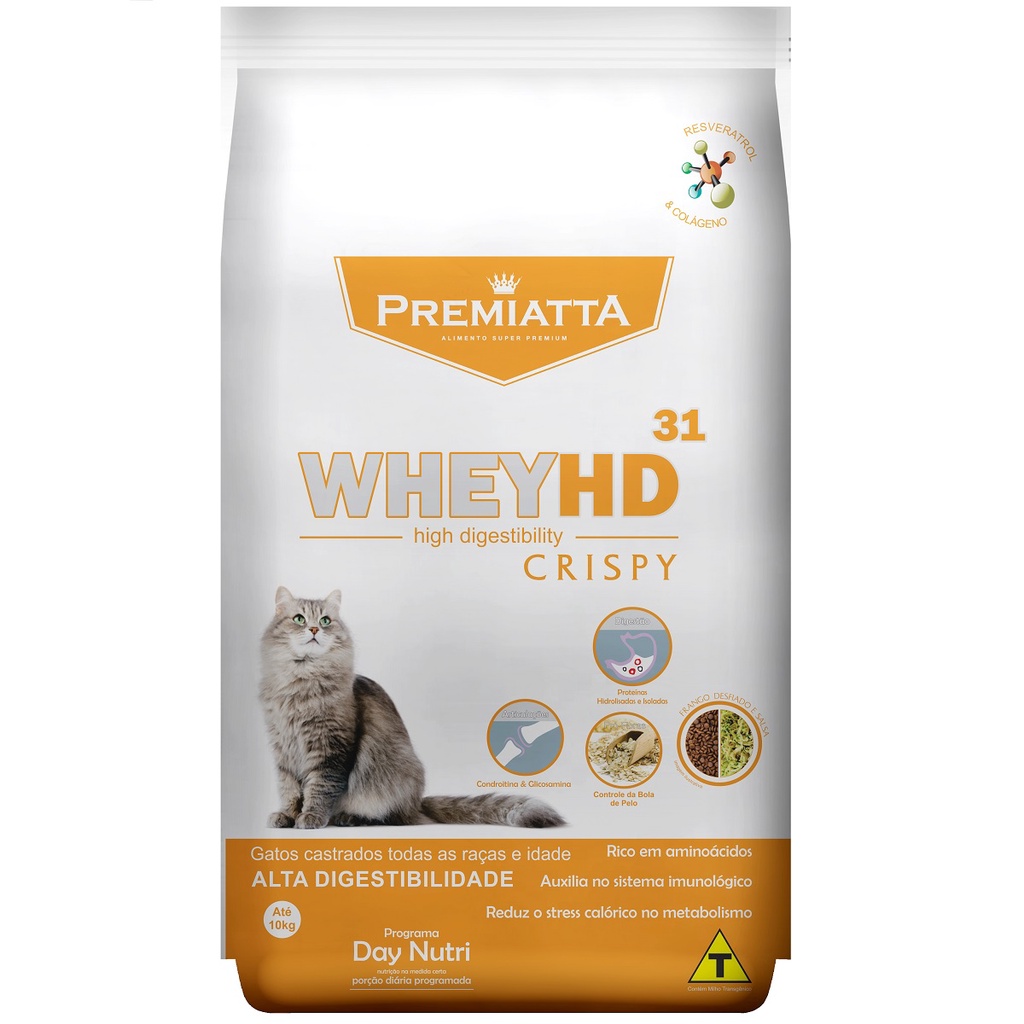 RESVERATROL
& COLÁGENO
PREMIATTA
ALIMENTO SUPER PREMIUM
31
WHEYHD
high digestibility
CRISPY
Digestão
Proteínas
Hidrolisadas e Isoladas
Articulações
Condroitina & Glicosamina
Controle da Bola
de Pelo
FRANGO DESFIADO E SALSA
Gatos castrados todas as raças e idade
ALTA DIGESTIBILIDADE
Rico em aminoácidos
Auxilia no sistema imunológico
Reduz o stress calórico no metabolismo
Até
10kg
Programa
Day Nutri
nutrição na medida certa
porção diária programada
T
Contém Milho Transgênico